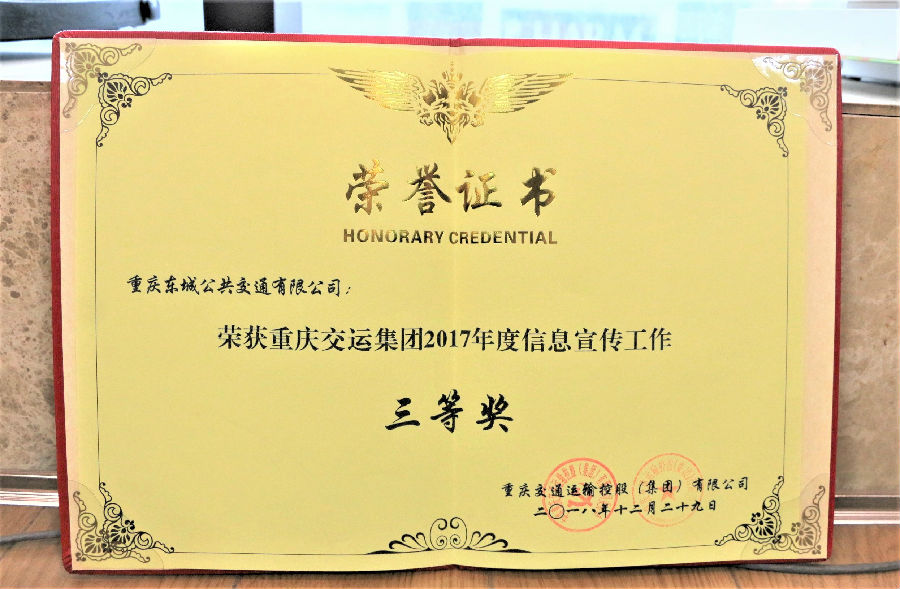 荣誉证书
HONORARY CREDENTIAL
重庆东城公共交通有限公司：
荣获重庆交运集团2017年度信息宣传工作
三等奖
重庆交通运输控股（集团）有限公司
二〇一八年十二月二十九日